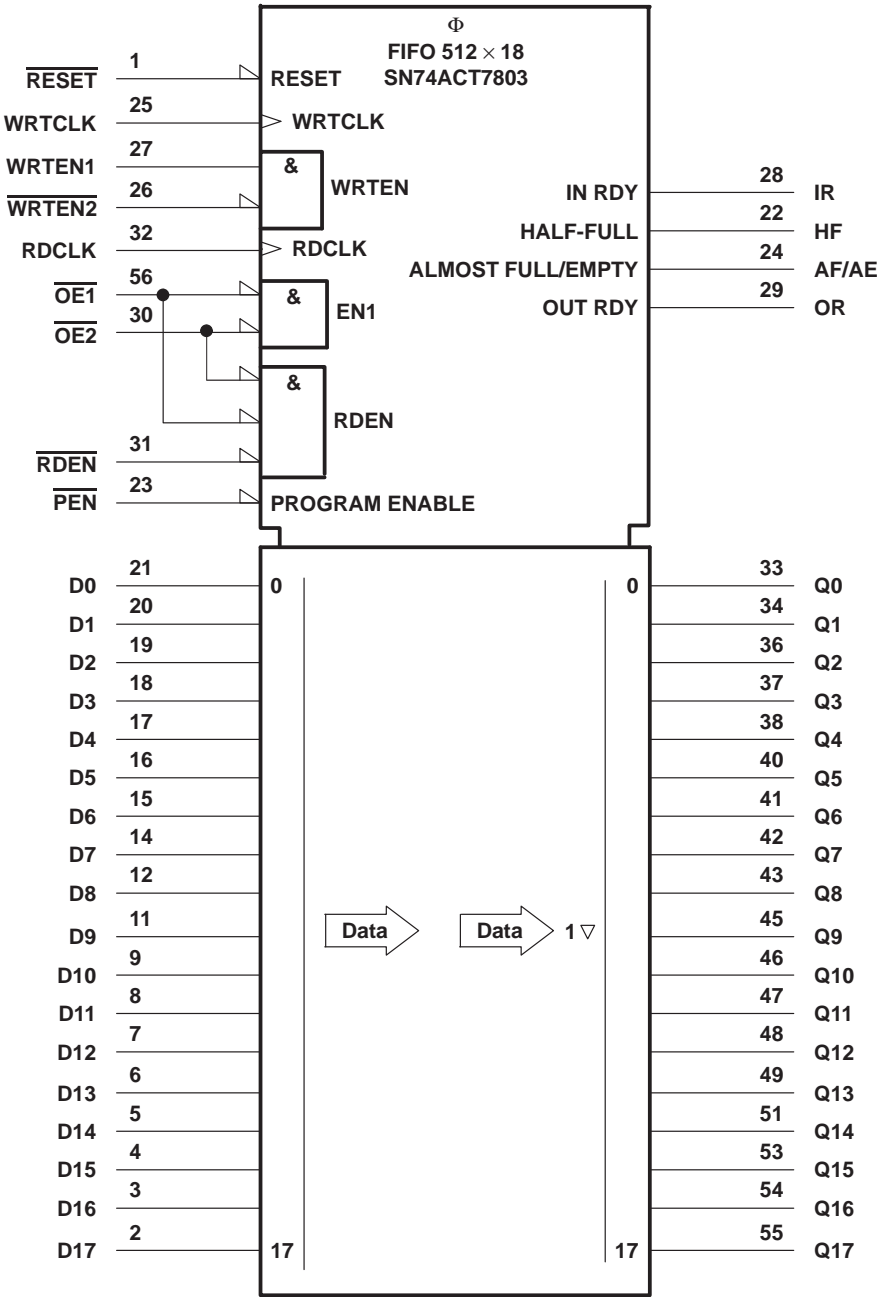 Φ
FIFO 512 × 18
SN74ACT7803
RESET 1 RESET
WRTCLK 25 WRTCLK
WRTEN1 27 &
WRTEN
WRTEN2 26
RDCLK 32 RDCLK
OE1 56 &
EN1
OE2 30
&
RDEN
RDEN 31
PEN 23 PROGRAM ENABLE
IN RDY 28 IR
HALF-FULL 22 HF
ALMOST FULL/EMPTY 24 AF/AE
OUT RDY 29 OR
D0 21 0 0 33 Q0
D1 20 34 Q1
D2 19 36 Q2
D3 18 37 Q3
D4 17 38 Q4
D5 16 40 Q5
D6 15 41 Q6
D7 14 42 Q7
D8 12 43 Q8
D9 11 Data Data 1 ▽ 45 Q9
D10 9 46 Q10
D11 8 47 Q11
D12 7 48 Q12
D13 6 49 Q13
D14 5 51 Q14
D15 4 53 Q15
D16 3 54 Q16
D17 2 17 17 55 Q17